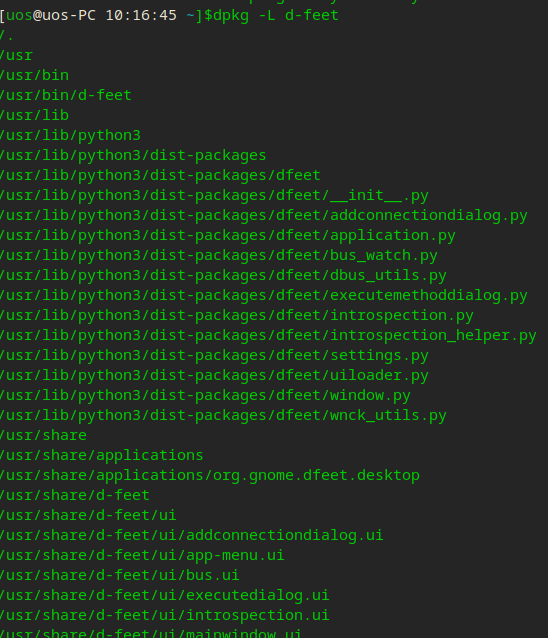 [uos@uos-PC 10:16:45 ~]$dpkg -L d-feet
/.
/usr
/usr/bin
/usr/bin/d-feet
/usr/lib
/usr/lib/python3
/usr/lib/python3/dist-packages
/usr/lib/python3/dist-packages/dfeet
/usr/lib/python3/dist-packages/dfeet/__init__.py
/usr/lib/python3/dist-packages/dfeet/addconnectiondialog.py
/usr/lib/python3/dist-packages/dfeet/application.py
/usr/lib/python3/dist-packages/dfeet/bus_watch.py
/usr/lib/python3/dist-packages/dfeet/dbus_utils.py
/usr/lib/python3/dist-packages/dfeet/executemethoddialog.py
/usr/lib/python3/dist-packages/dfeet/introspection.py
/usr/lib/python3/dist-packages/dfeet/introspection_helper.py
/usr/lib/python3/dist-packages/dfeet/settings.py
/usr/lib/python3/dist-packages/dfeet/uiloader.py
/usr/lib/python3/dist-packages/dfeet/window.py
/usr/lib/python3/dist-packages/dfeet/wnck_utils.py
/usr/share
/usr/share/applications
/usr/share/applications/org.gnome.dfeet.desktop
/usr/share/d-feet
/usr/share/d-feet/ui
/usr/share/d-feet/ui/addconnectiondialog.ui
/usr/share/d-feet/ui/app-menu.ui
/usr/share/d-feet/ui/bus.ui
/usr/share/d-feet/ui/executedialog.ui
/usr/share/d-feet/ui/introspection.ui
/usr/share/d-feet/ui/mainwindow.ui